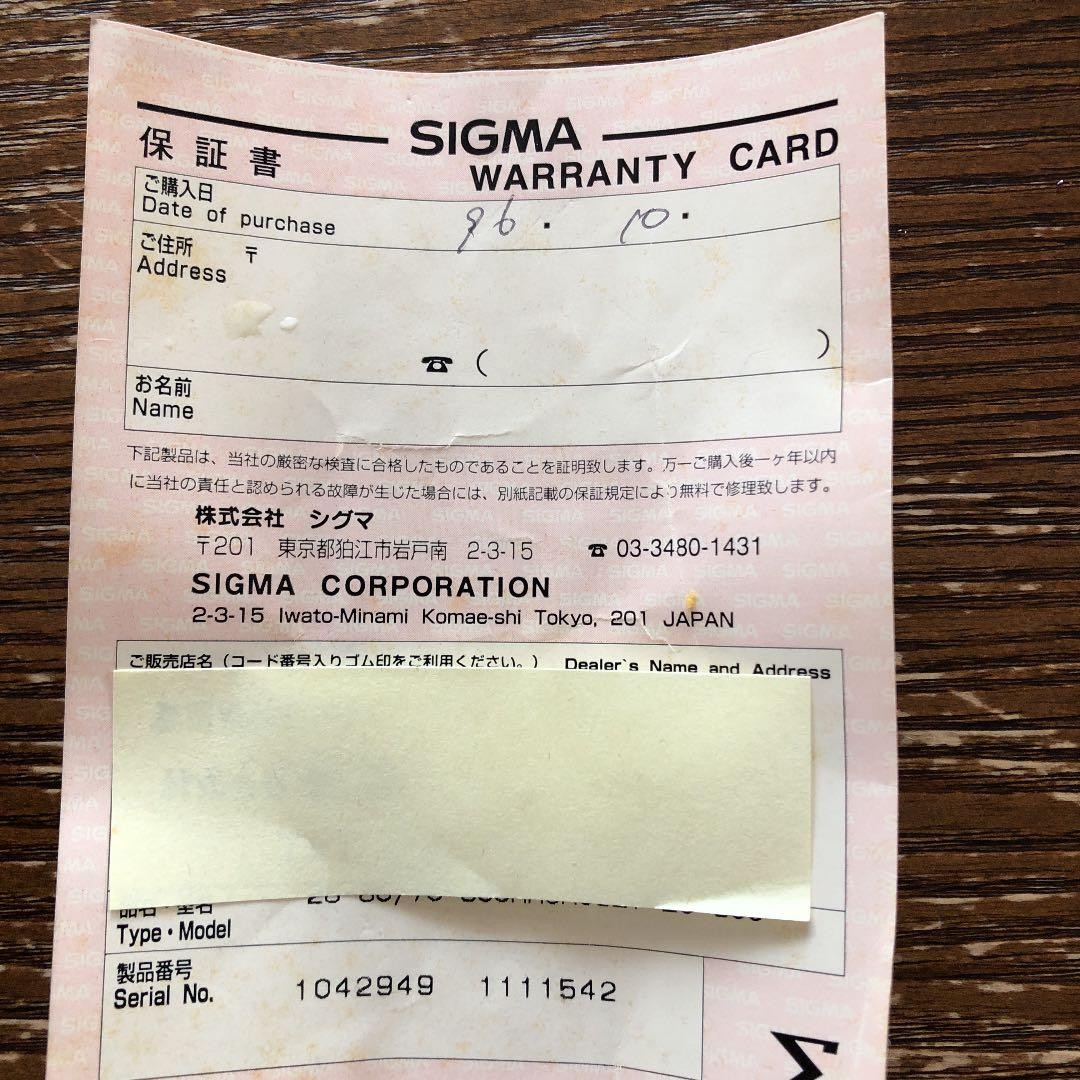 SIGMA
保証書 WARRANTY CARD
ご購入日
Date of purchase 96. 10.
ご住所 〒
Address
☎ ( )
お名前
Name
下記製品は、当社の厳密な検査に合格したものであることを証明致します。万一ご購入後一ヶ年以内
に当社の責任と認められる故障が生じた場合には、別紙記載の保証規定により無料で修理致します。
株式会社 シグマ
〒201 東京都狛江市岩戸南 2-3-15 ☎ 03-3480-1431
SIGMA CORPORATION
2-3-15 Iwato-Minami Komae-shi Tokyo, 201 JAPAN
ご販売店名(コード番号入りゴム印をご利用ください。) Dealer`s Name and Address
品名・型名
Type・Model
製品番号
Serial No. 1042949 1111542